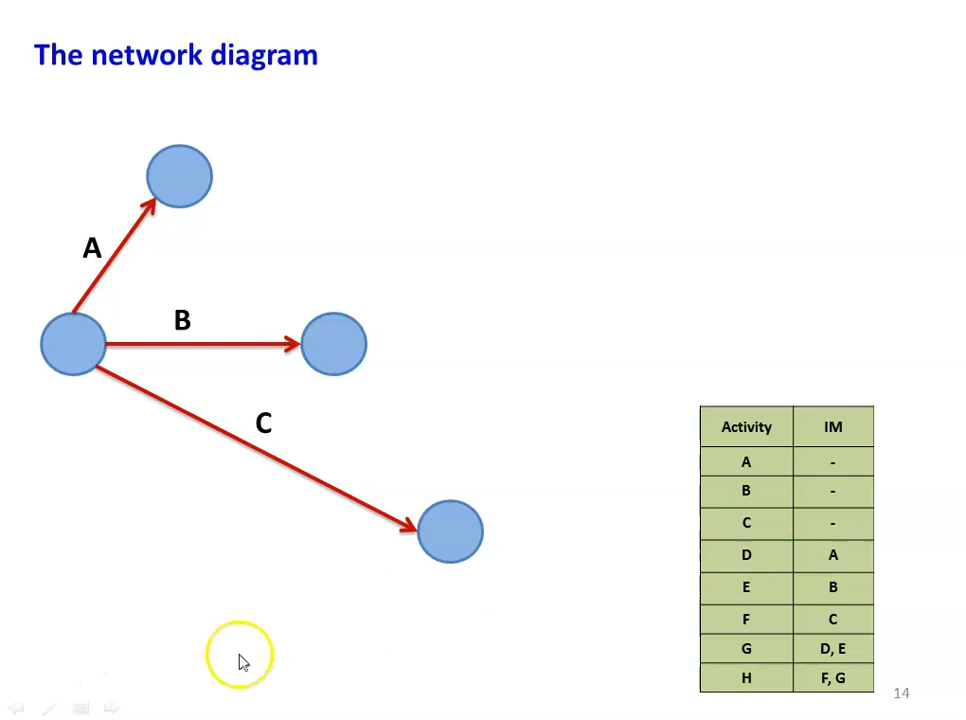 The network diagram
A
B
C
Activity IM
A -
B -
C -
D A
E B
F C
G D, E
H F, G
14